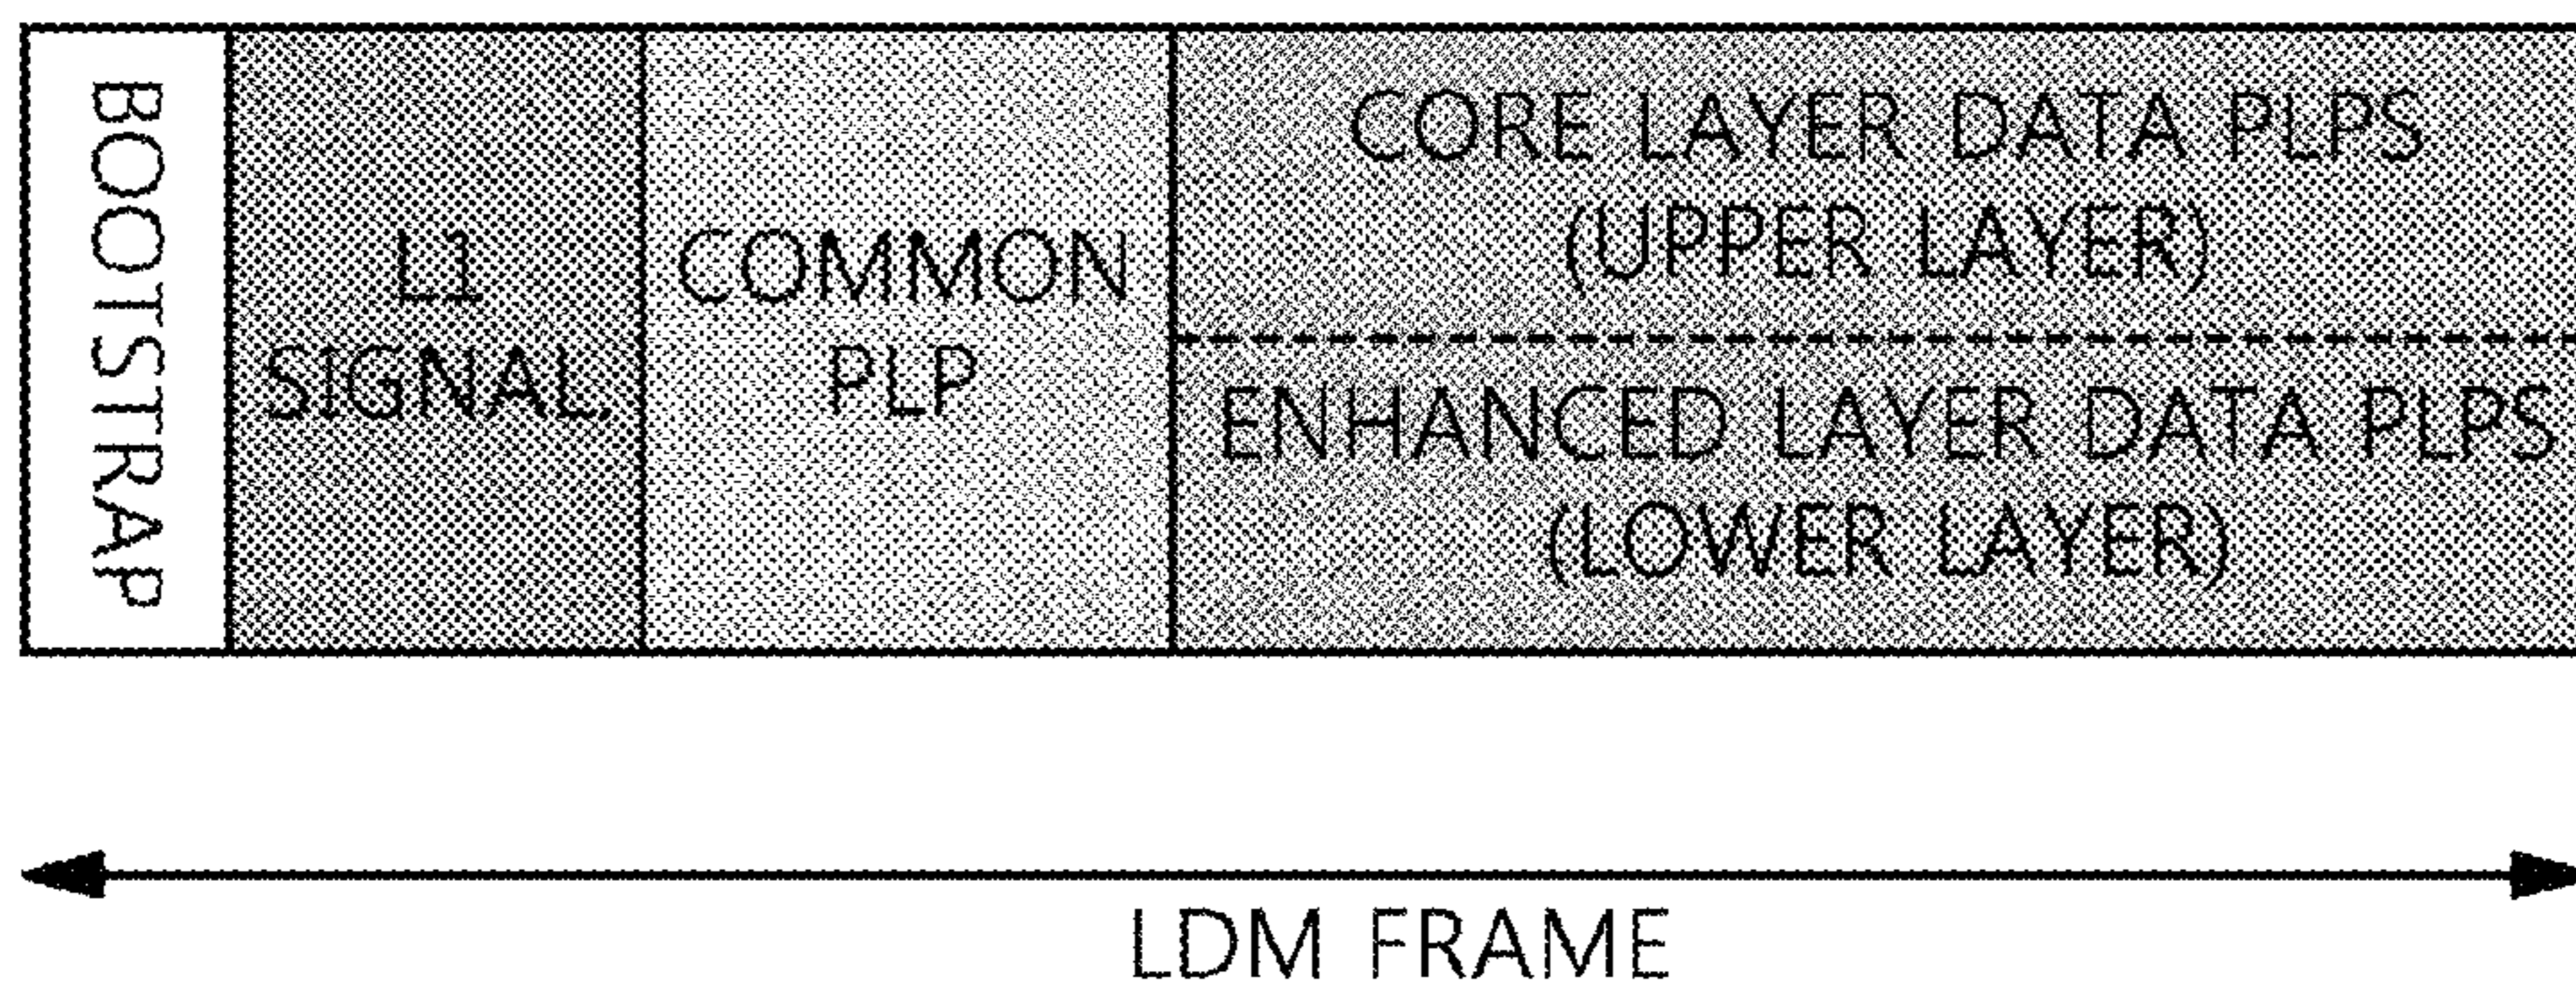 BOOTSTRAP
L1
SIGNAL
COMMON
PLP
CORE LAYER DATA PLPS
(UPPER LAYER)
ENHANCED LAYER DATA PLPS
(LOWER LAYER)
LDM FRAME